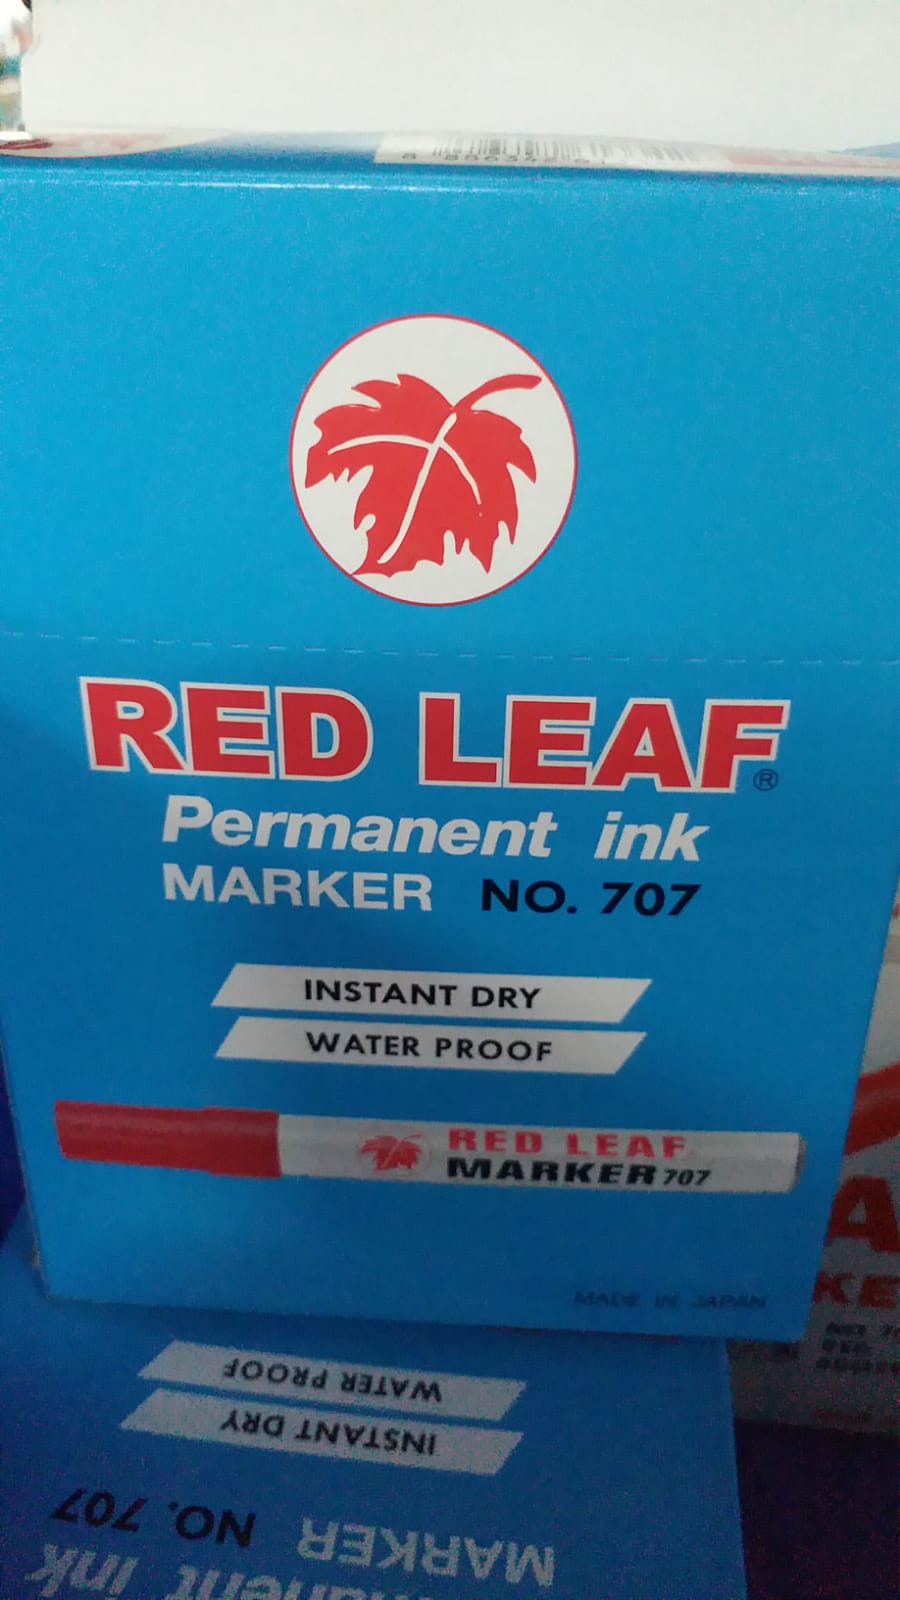 RED LEAF®
Permanent ink
MARKER NO. 707
INSTANT DRY
WATER PROOF
RED LEAF
MARKER 707
MADE IN JAPAN
WATER PROOF
INSTANT DRY
MARKER NO. 707
ink